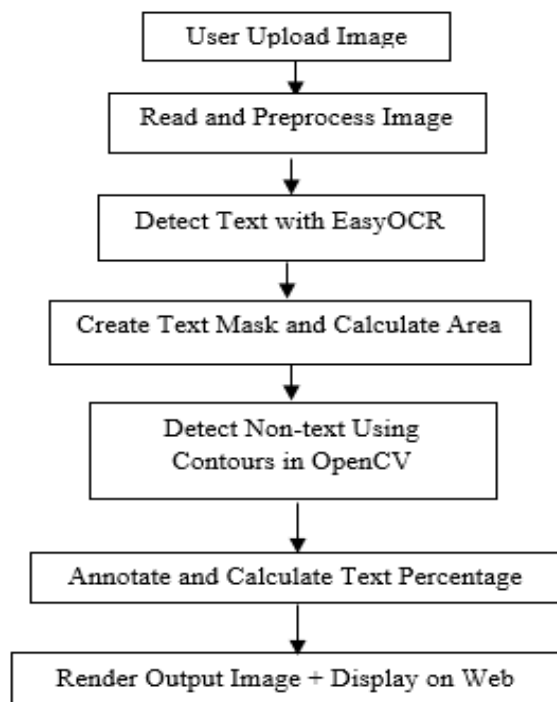 User Upload Image
Read and Preprocess Image
Detect Text with EasyOCR
Create Text Mask and Calculate Area
Detect Non-text Using
Contours in OpenCV
Annotate and Calculate Text Percentage
Render Output Image + Display on Web